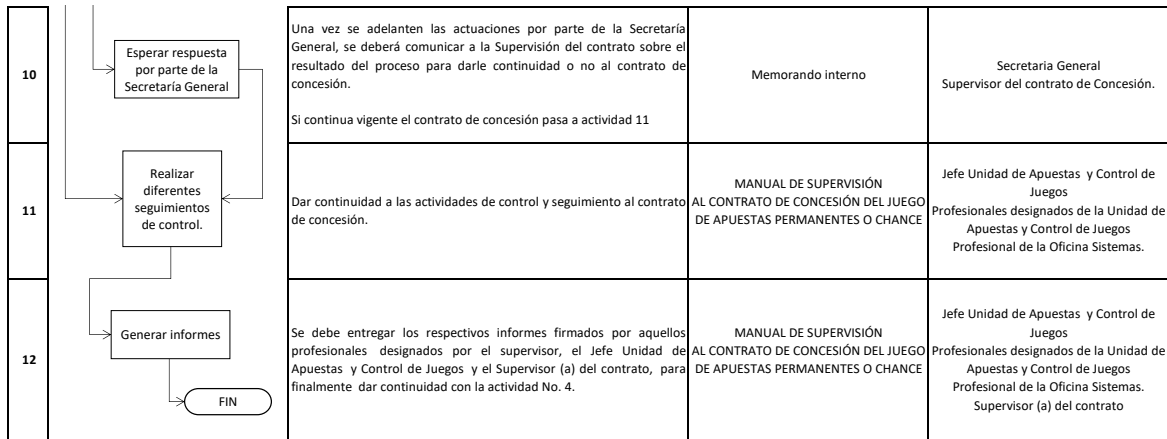 10
Esperar respuesta
por parte de la
Secretaría General
Una vez se adelanten las actuaciones por parte de la Secretaría
General, se deberá comunicar a la Supervisión del contrato sobre el
resultado del proceso para darle continuidad o no al contrato de
concesión.
Si continua vigente el contrato de concesión pasa a actividad 11
Memorando interno
Secretaria General
Supervisor del contrato de Concesión.
11
Realizar
diferentes
seguimientos
de control.
Dar continuidad a las actividades de control y seguimiento al contrato
de concesión.
MANUAL DE SUPERVISIÓN
AL CONTRATO DE CONCESIÓN DEL JUEGO
DE APUESTAS PERMANENTES O CHANCE
Jefe Unidad de Apuestas y Control de
Juegos
Profesionales designados de la Unidad de
Apuestas y Control de Juegos
Profesional de la Oficina Sistemas.
12
Generar informes
FIN
Se debe entregar los respectivos informes firmados por aquellos
profesionales designados por el supervisor, el Jefe Unidad de
Apuestas y Control de Juegos y el Supervisor (a) del contrato, para
finalmente dar continuidad con la actividad No. 4.
MANUAL DE SUPERVISIÓN
AL CONTRATO DE CONCESIÓN DEL JUEGO
DE APUESTAS PERMANENTES O CHANCE
Jefe Unidad de Apuestas y Control de
Juegos
Profesionales designados de la Unidad de
Apuestas y Control de Juegos
Profesional de la Oficina Sistemas.
Supervisor (a) del contrato